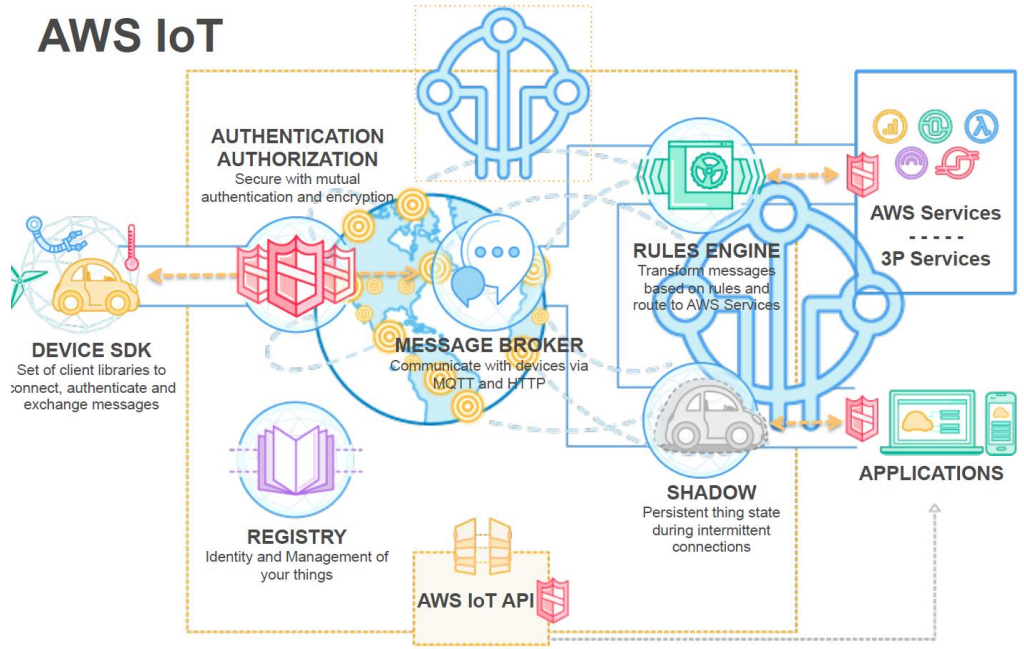 AWS IoT
AUTHENTICATION
AUTHORIZATION
Secure with mutual
authentication and encryption
DEVICE SDK
Set of client libraries to
connect, authenticate and
exchange messages
MESSAGE BROKER
Communicate with devices via
MQTT and HTTP
RULES ENGINE
Transform messages
based on rules and
route to AWS Services
AWS Services
- - - - -
3P Services
REGISTRY
Identity and Management of
your things
SHADOW
Persistent thing state
during intermittent
connections
APPLICATIONS
AWS IoT API